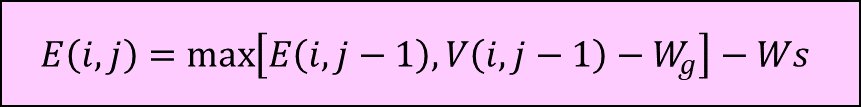 E(i,j) = max[E(i,j − 1),V(i,j − 1) − W_g] − Ws